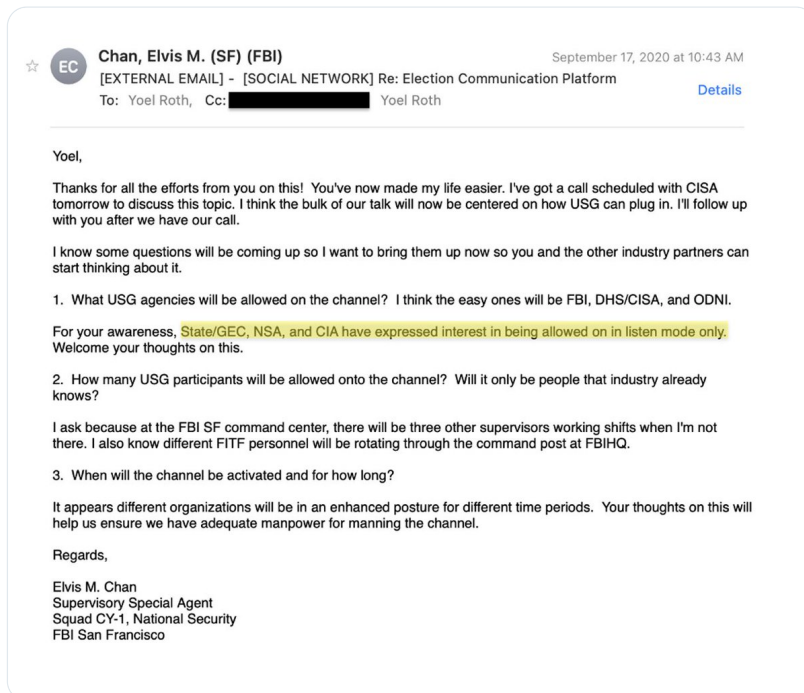 EC
Chan, Elvis M. (SF) (FBI)
September 17, 2020 at 10:43 AM
[EXTERNAL EMAIL] - [SOCIAL NETWORK] Re: Election Communication Platform
To: Yoel Roth, Cc: Yoel Roth
Details
Yoel,
Thanks for all the efforts from you on this! You've now made my life easier. I've got a call scheduled with CISA
tomorrow to discuss this topic. I think the bulk of our talk will now be centered on how USG can plug in. I'll follow up
with you after we have our call.
I know some questions will be coming up so I want to bring them up now so you and the other industry partners can
start thinking about it.
1. What USG agencies will be allowed on the channel? I think the easy ones will be FBI, DHS/CISA, and ODNI.
For your awareness, State/GEC, NSA, and CIA have expressed interest in being allowed on in listen mode only.
Welcome your thoughts on this.
2. How many USG participants will be allowed onto the channel? Will it only be people that industry already
knows?
I ask because at the FBI SF command center, there will be three other supervisors working shifts when I'm not
there. I also know different FITF personnel will be rotating through the command post at FBIHQ.
3. When will the channel be activated and for how long?
It appears different organizations will be in an enhanced posture for different time periods. Your thoughts on this will
help us ensure we have adequate manpower for manning the channel.
Regards,
Elvis M. Chan
Supervisory Special Agent
Squad CY-1, National Security
FBI San Francisco